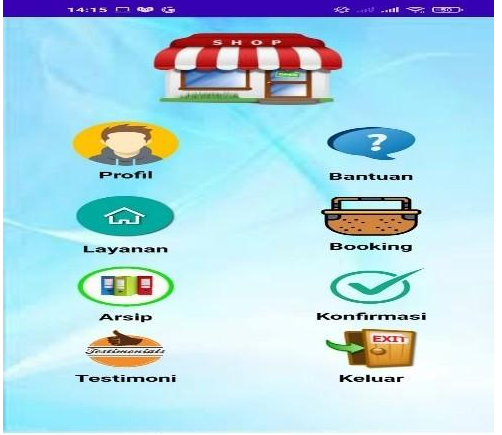 14:15
SHOP
Profil
?
Bantuan
Layanan
Booking
Arsip
Konfirmasi
Testimonials
EXIT
Testimoni
Keluar